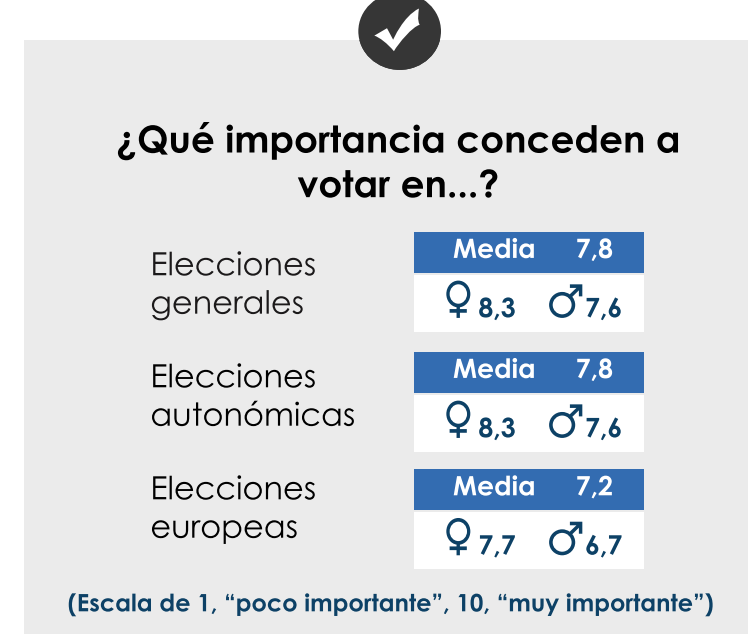 ¿Qué importancia conceden a
votar en...?
Elecciones
generales
Media 7,8
♀ 8,3 ♂ 7,6
Elecciones
autonómicas
Media 7,8
♀ 8,3 ♂ 7,6
Elecciones
europeas
Media 7,2
♀ 7,7 ♂ 6,7
(Escala de 1, “poco importante”, 10, “muy importante”)